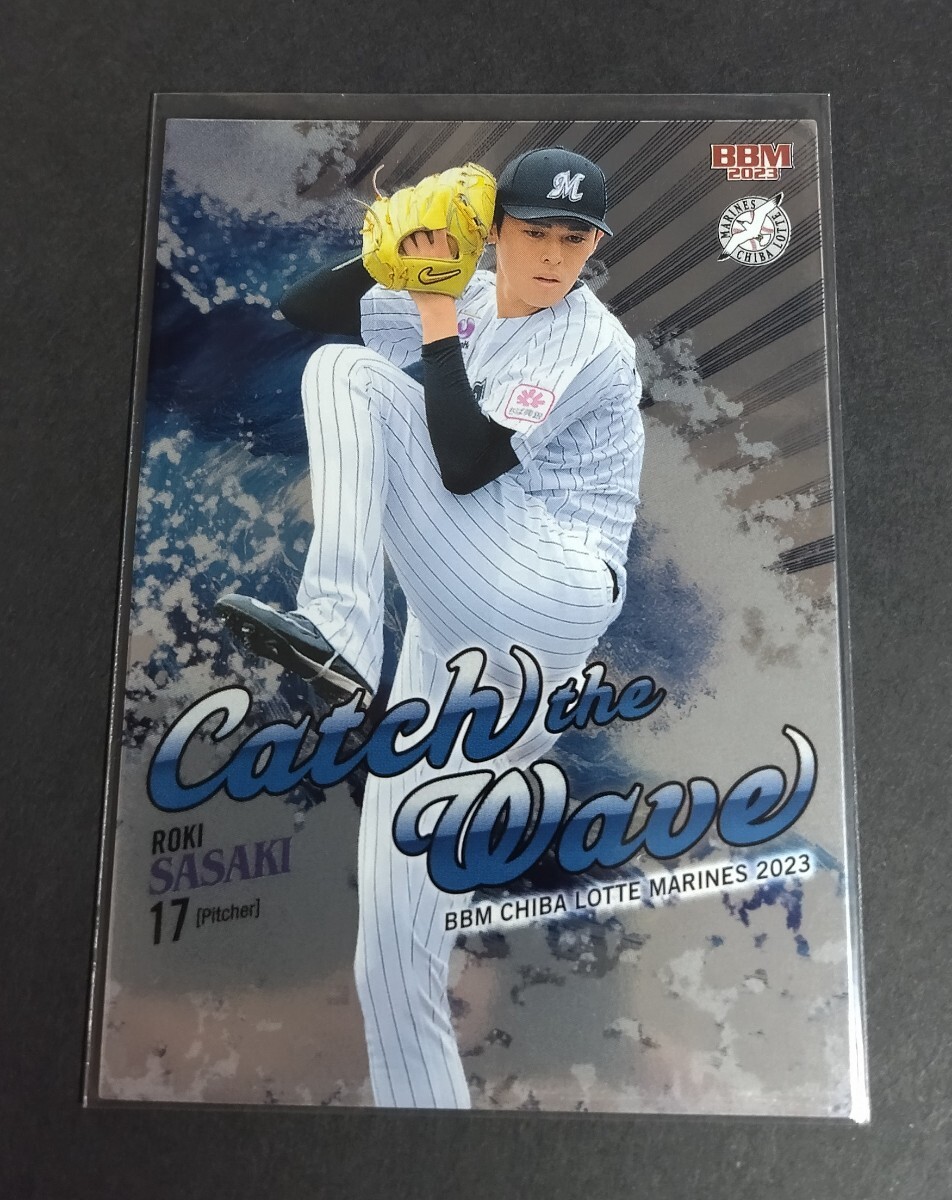 BBM
2023
MARINES
CHIBA LOTTE
M
Catch the
Wave
ROKI
SASAKI
17 [Pitcher]
BBM CHIBA LOTTE MARINES 2023